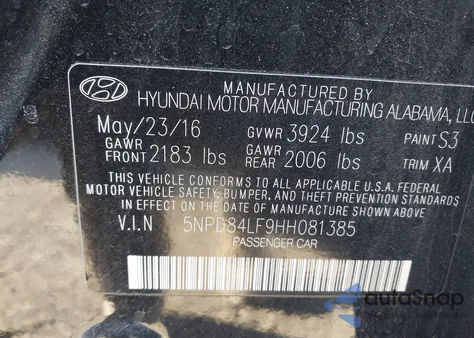 MANUFACTURED BY
HYUNDAI MOTOR MANUFACTURING ALABAMA, LLC
May/23/16 GVWR 3924 lbs PAINT S3
GAWR FRONT 2183 lbs GAWR REAR 2006 lbs TRIM XA
THIS VEHICLE CONFORMS TO ALL APPLICABLE U.S.A. FEDERAL
MOTOR VEHICLE SAFETY, BUMPER, AND THEFT PREVENTION STANDARDS
IN EFFECT ON THE DATE OF MANUFACTURE SHOWN ABOVE.
V.I.N 5NPD84LF9HH081385
PASSENGER CAR
autoSnap